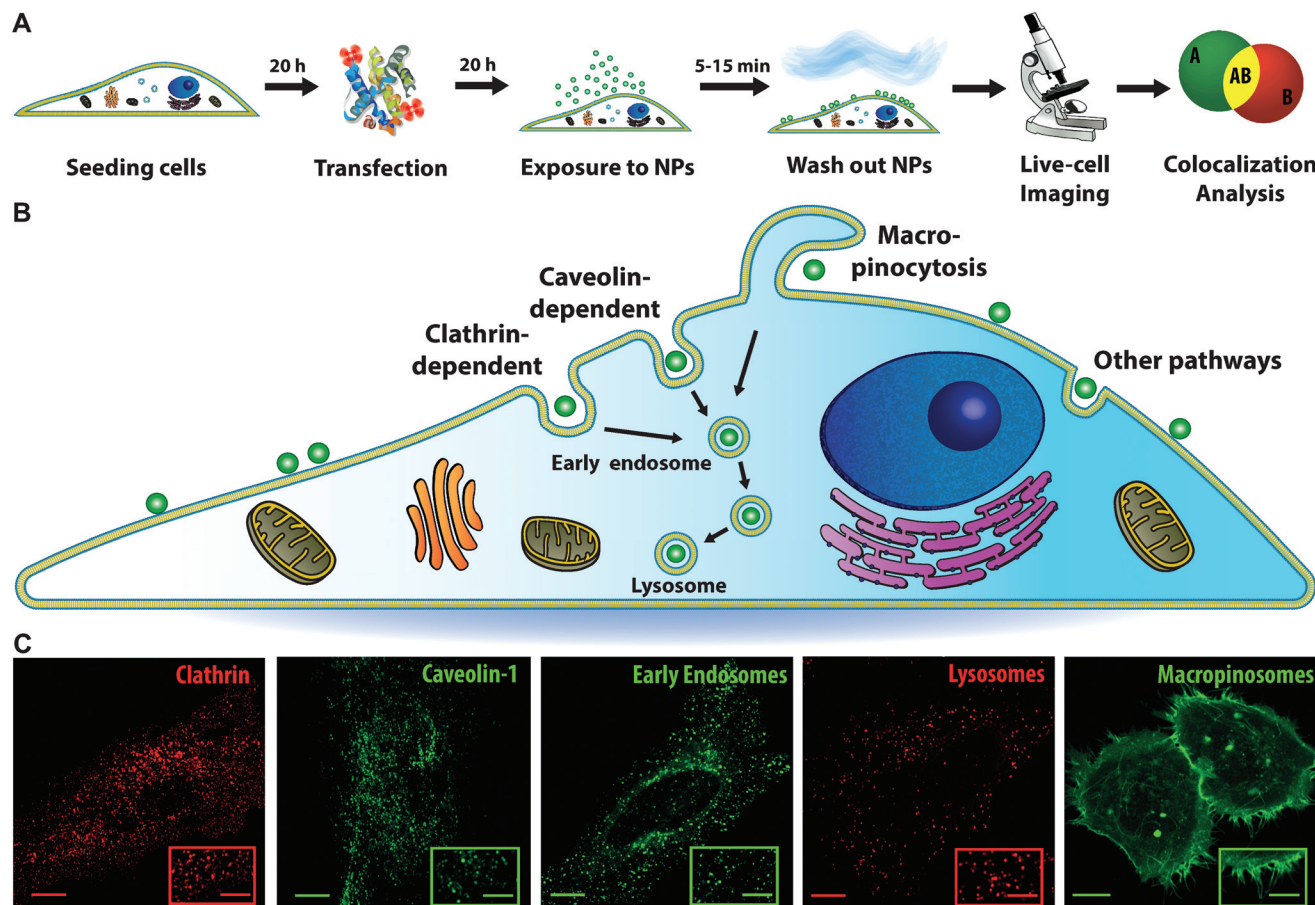 A
20 h
20 h
5-15 min
A
AB
B
Seeding cells
Transfection
Exposure to NPs
Wash out NPs
Live-cell
Imaging
Colocalization
Analysis
B
Macro-
pinocytosis
Caveolin-
dependent
Clathrin-
dependent
Other pathways
Early endosome
Lysosome
C
Clathrin
Caveolin-1
Early Endosomes
Lysosomes
Macropinosomes